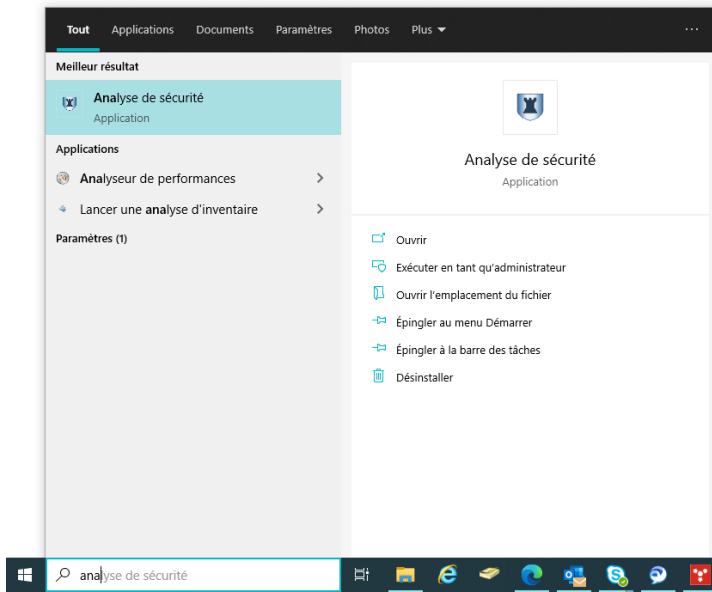 Tout Applications Documents Paramètres Photos Plus ...
Meilleur résultat
Analyse de sécurité
Application
Applications
Analyseur de performances
Lancer une analyse d'inventaire
Paramètres (1)
Analyse de sécurité
Application
Ouvrir
Exécuter en tant qu'administrateur
Ouvrir l'emplacement du fichier
Épingler au menu Démarrer
Épingler à la barre des tâches
Désinstaller
analyse de sécurité